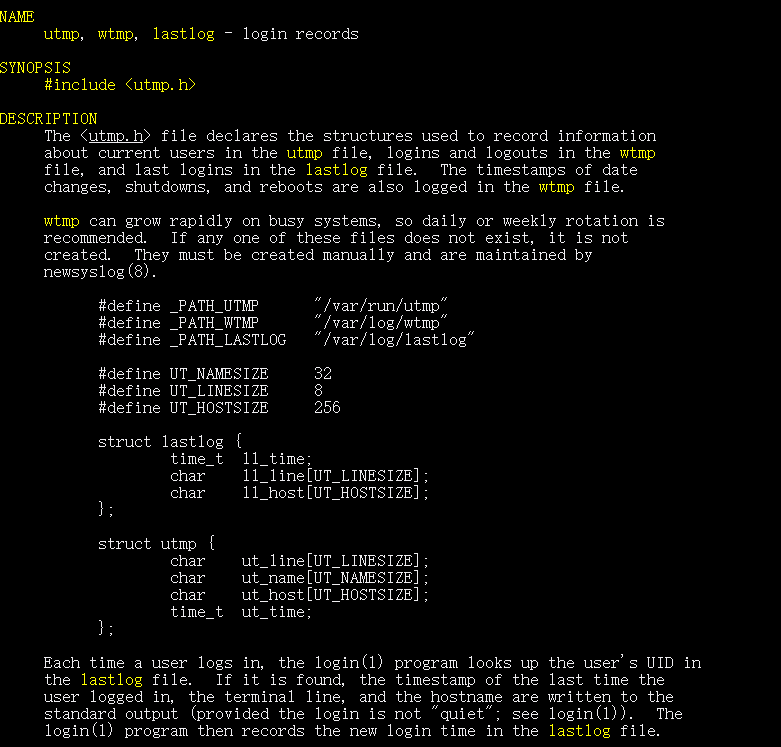 NAME
utmp, wtmp, lastlog - login records
SYNOPSIS
#include <utmp.h>
DESCRIPTION
The <utmp.h> file declares the structures used to record information
about current users in the utmp file, logins and logouts in the wtmp
file, and last logins in the lastlog file.  The timestamps of date
changes, shutdowns, and reboots are also logged in the wtmp file.
wtmp can grow rapidly on busy systems, so daily or weekly rotation is
recommended.  If any one of these files does not exist, it is not
created.  They must be created manually and are maintained by
newsyslog(8).
#define _PATH_UTMP      "/var/run/utmp"
#define _PATH_WTMP      "/var/log/wtmp"
#define _PATH_LASTLOG   "/var/log/lastlog"
#define UT_NAMESIZE     32
#define UT_LINESIZE     8
#define UT_HOSTSIZE     256
struct lastlog {
time_t  ll_time;
char    ll_line[UT_LINESIZE];
char    ll_host[UT_HOSTSIZE];
};
struct utmp {
char    ut_line[UT_LINESIZE];
char    ut_name[UT_NAMESIZE];
char    ut_host[UT_HOSTSIZE];
time_t  ut_time;
};
Each time a user logs in, the login(1) program looks up the user's UID in
the lastlog file.  If it is found, the timestamp of the last time the
user logged in, the terminal line, and the hostname are written to the
standard output (provided the login is not "quiet"; see login(1)).  The
login(1) program then records the new login time in the lastlog file.